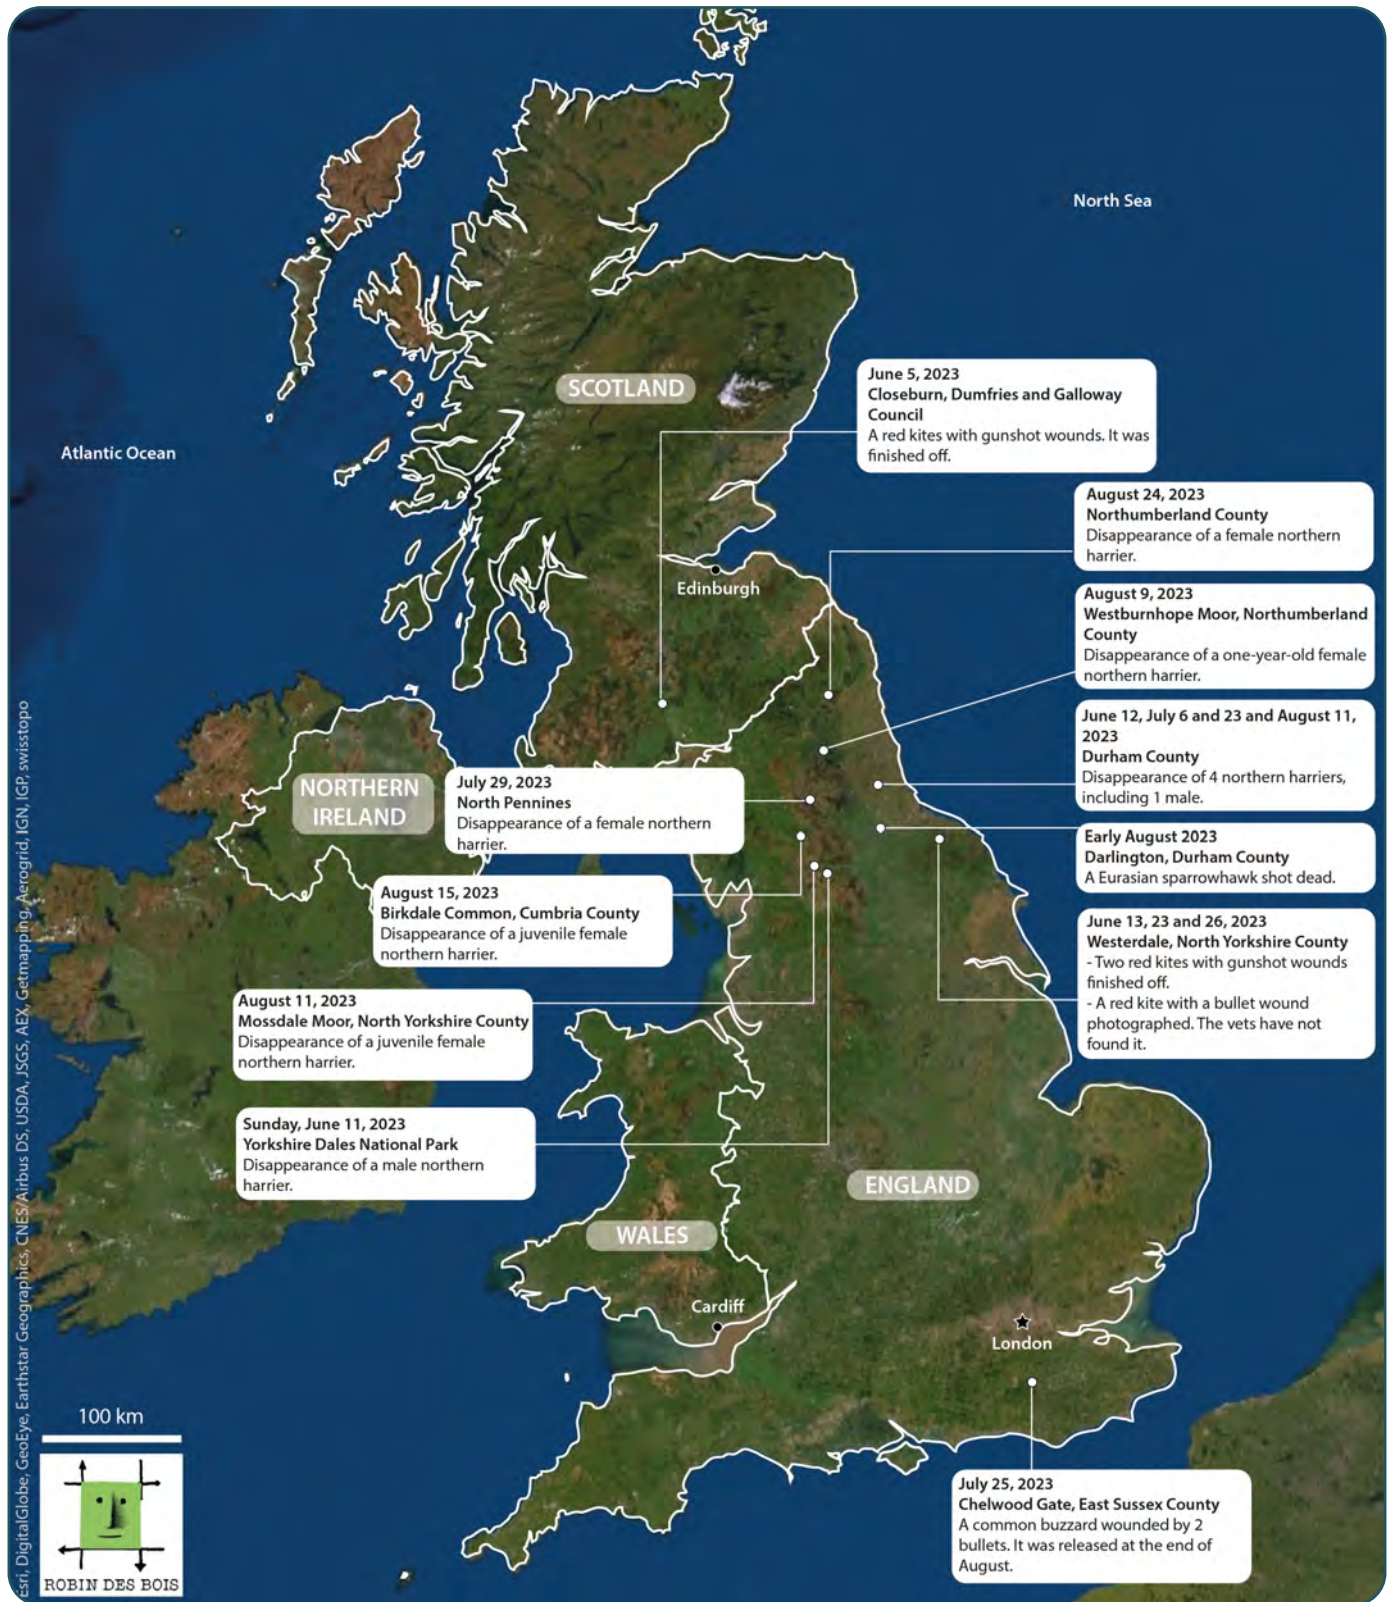 North Sea
SCOTLAND
June 5, 2023
Closeburn, Dumfries and Galloway
Council
A red kites with gunshot wounds. It was
finished off.
Atlantic Ocean
August 24, 2023
Northumberland County
Disappearance of a female northern
harrier.
Edinburgh
August 9, 2023
Westburnhope Moor, Northumberland
County
Disappearance of a one-year-old female
northern harrier.
June 12, July 6 and 23 and August 11,
2023
Durham County
Disappearance of 4 northern harriers,
including 1 male.
NORTHERN
IRELAND
July 29, 2023
North Pennines
Disappearance of a female northern
harrier.
Early August 2023
Darlington, Durham County
A Eurasian sparrowhawk shot dead.
August 15, 2023
Birkdale Common, Cumbria County
Disappearance of a juvenile female
northern harrier.
June 13, 23 and 26, 2023
Westerdale, North Yorkshire County
- Two red kites with gunshot wounds
finished off.
- A red kite with a bullet wound
photographed. The vets have not
found it.
August 11, 2023
Mossdale Moor, North Yorkshire County
Disappearance of a juvenile female
northern harrier.
Sunday, June 11, 2023
Yorkshire Dales National Park
Disappearance of a male northern
harrier.
ENGLAND
WALES
Cardiff
London
July 25, 2023
Chelwood Gate, East Sussex County
A common buzzard wounded by 2
bullets. It was released at the end of
August.
100 km
ROBIN DES BOIS
Esri, DigitalGlobe, GeoEye, Earthstar Geographics, CNES/Airbus DS, USDA, JSGS, AEX, Getmapping, Aerogrid, IGN, IGP, swisstopo